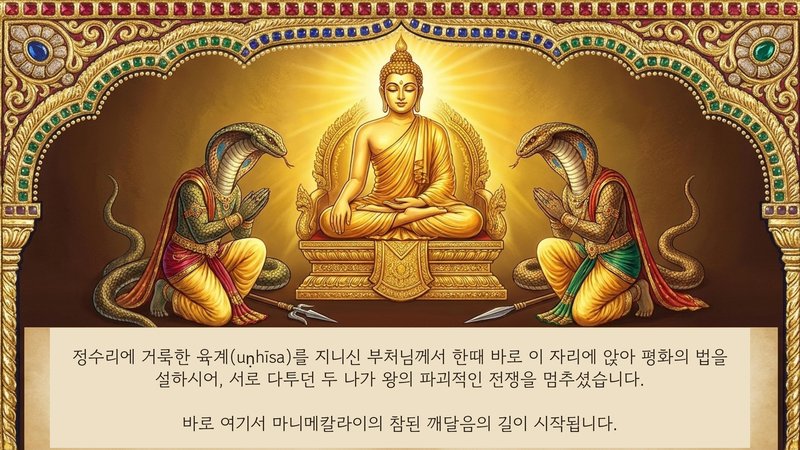 정수리에 거룩한 육계(uṇhīsa)를 지니신 부처님께서 한때 바로 이 자리에 앉아 평화의 법을
설하시어, 서로 다투던 두 나가 왕의 파괴적인 전쟁을 멈추셨습니다.
바로 여기서 마니메칼라이의 참된 깨달음의 길이 시작됩니다.